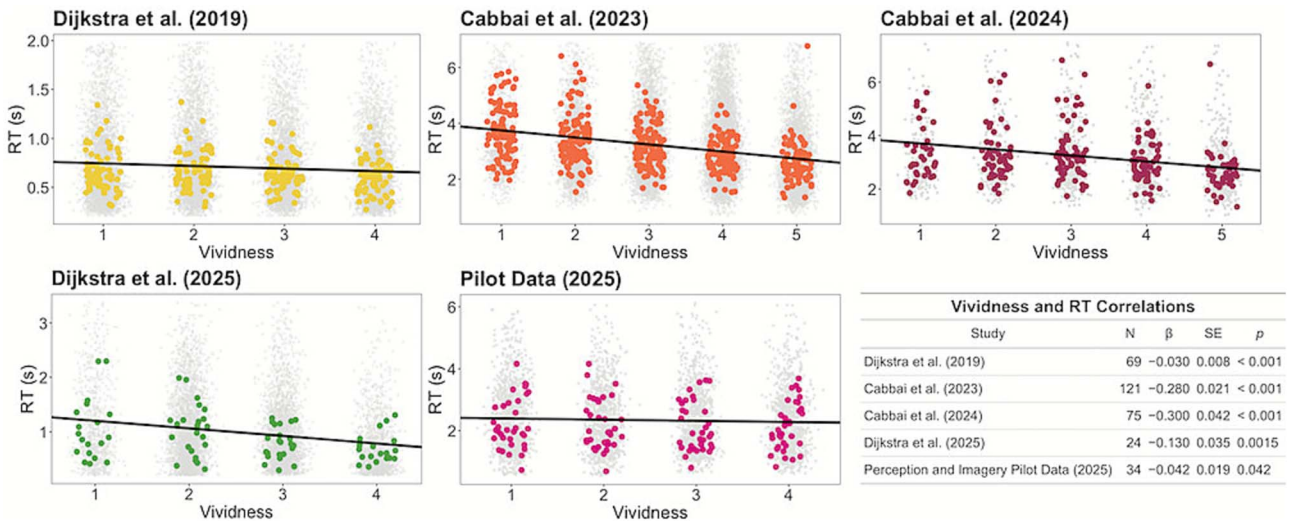 Dijkstra et al. (2019)
2.0
1.5
1.0
0.5
RT (s)
1 2 3 4
Vividness
Cabbai et al. (2023)
6
4
2
RT (s)
1 2 3 4 5
Vividness
Cabbai et al. (2024)
6
4
2
RT (s)
1 2 3 4 5
Vividness
Dijkstra et al. (2025)
3
2
1
RT (s)
1 2 3 4
Vividness
Pilot Data (2025)
6
4
2
RT (s)
1 2 3 4
Vividness
Vividness and RT Correlations
Study N β SE p
Dijkstra et al. (2019) 69 −0.030 0.008 < 0.001
Cabbai et al. (2023) 121 −0.280 0.021 < 0.001
Cabbai et al. (2024) 75 −0.300 0.042 < 0.001
Dijkstra et al. (2025) 24 −0.130 0.035 0.0015
Perception and Imagery Pilot Data (2025) 34 −0.042 0.019 0.042